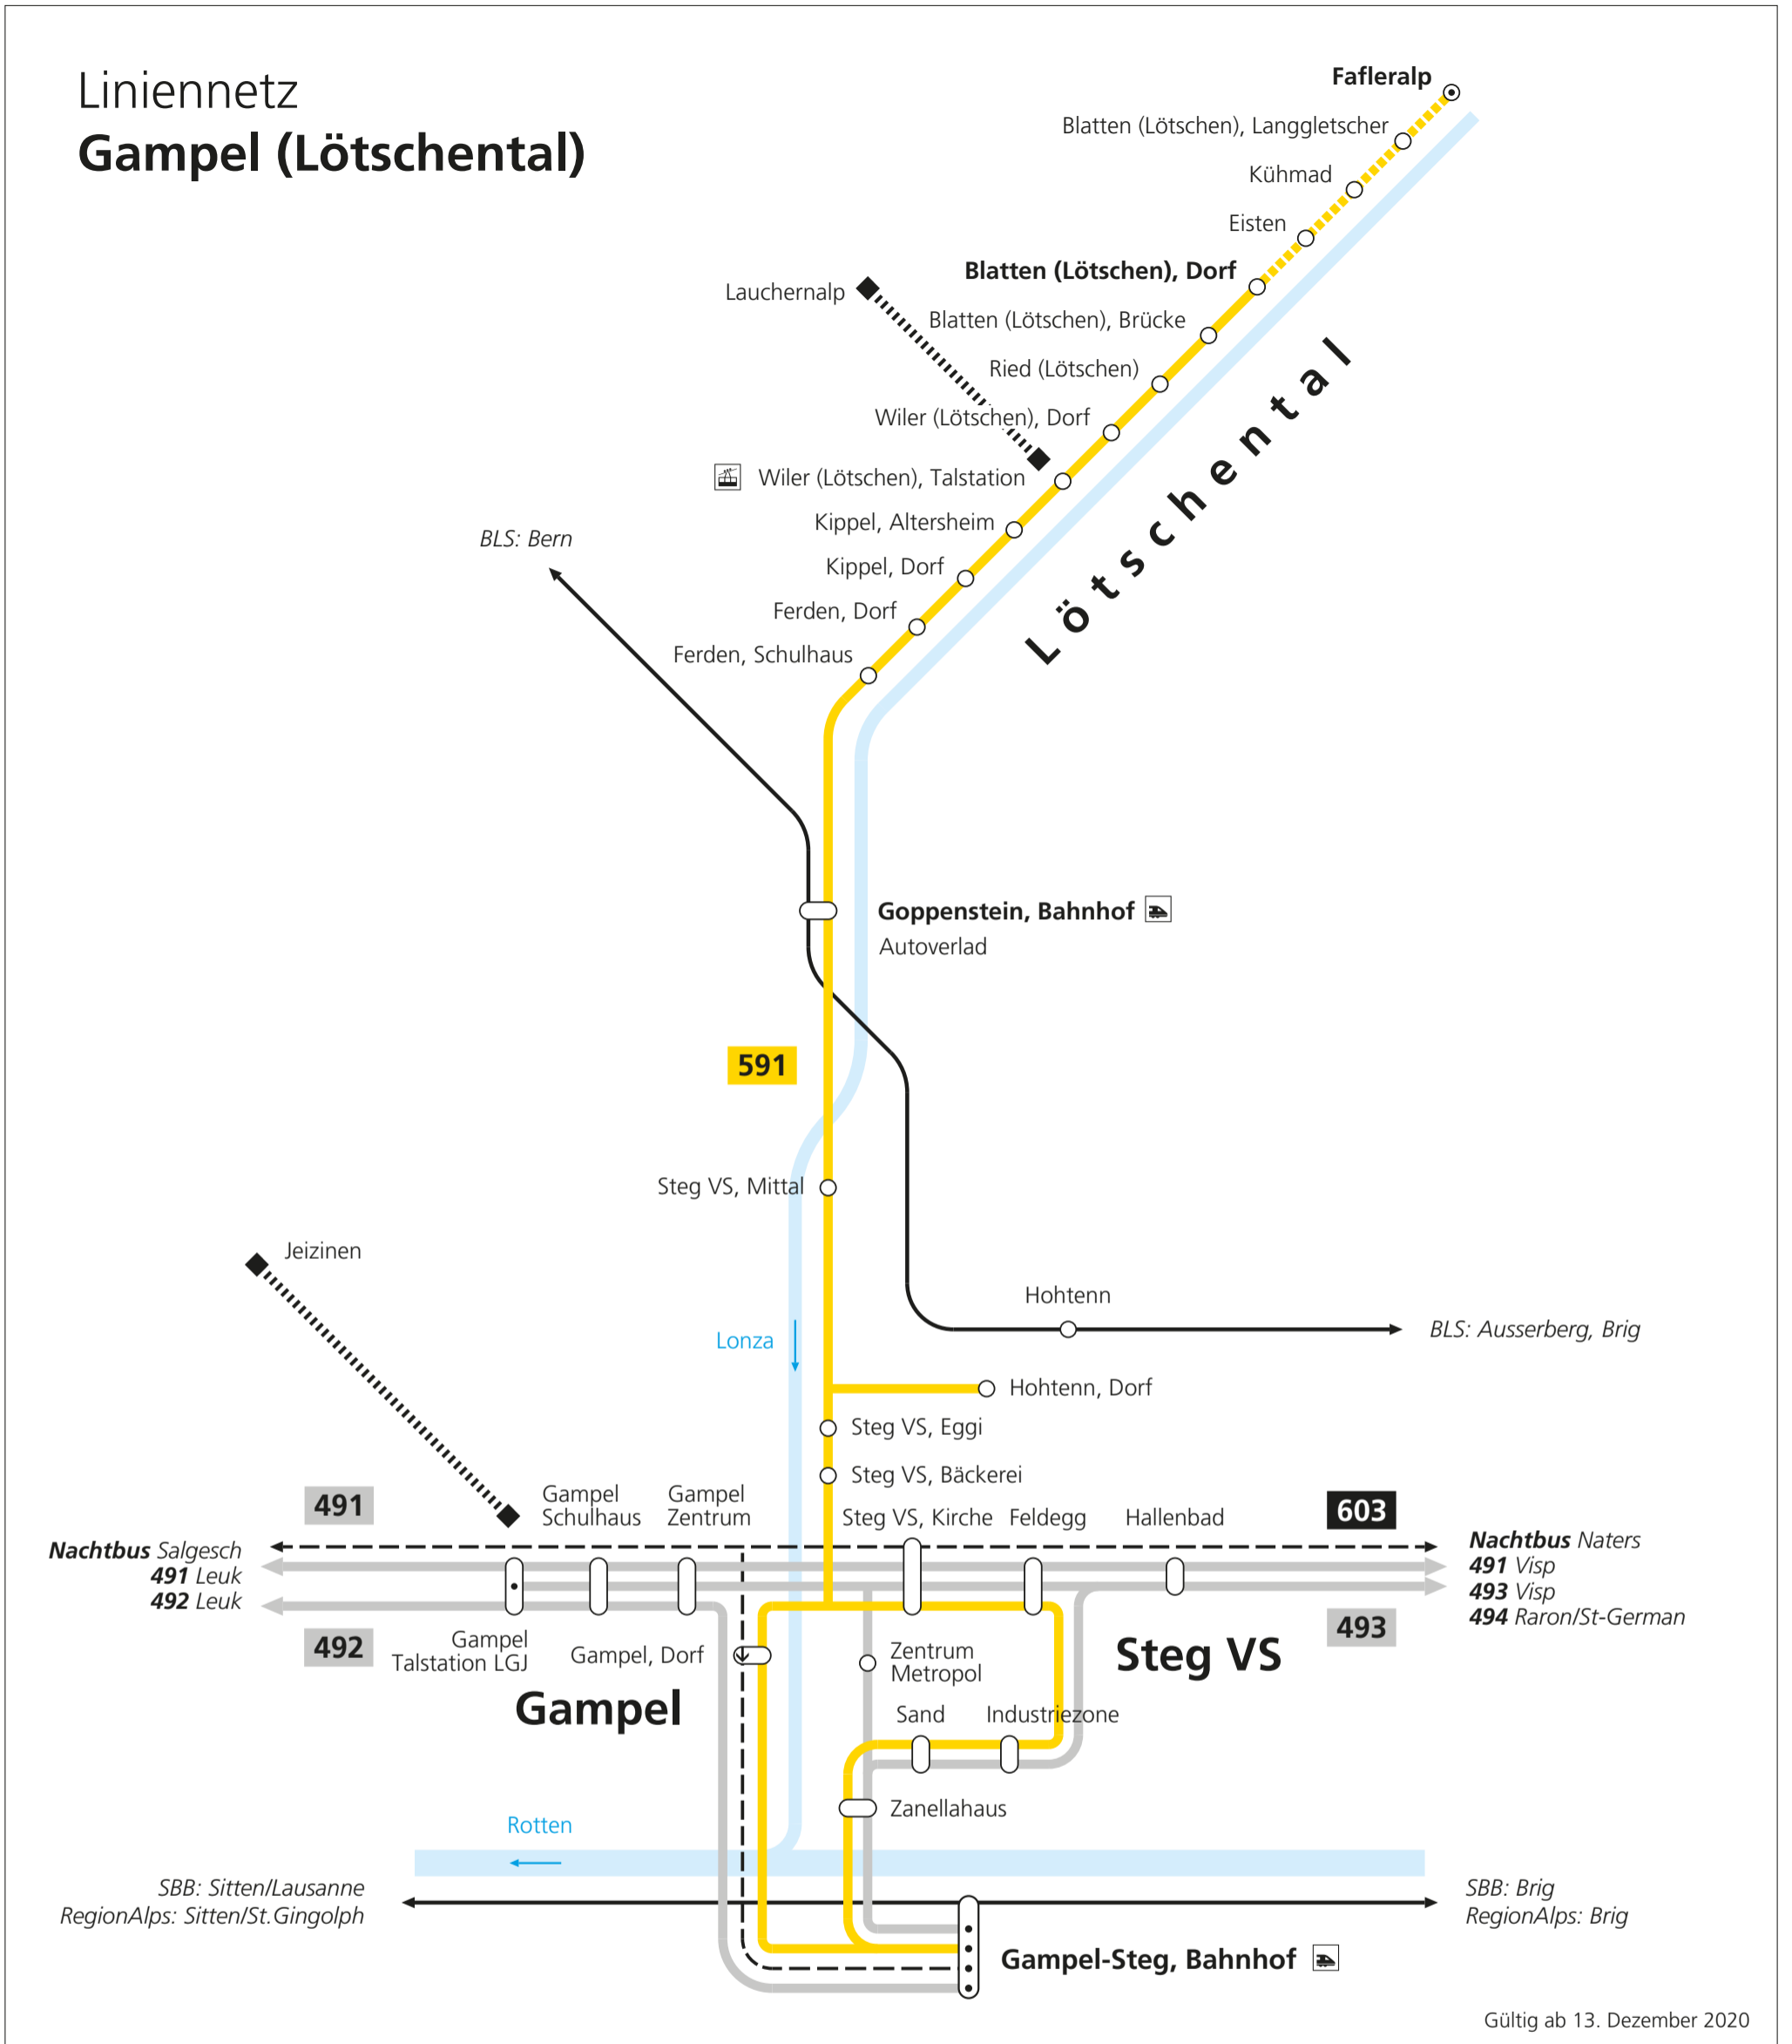 Liniennetz
Gampel (Lötschental)
Fafleralp
Blatten (Lötschen), Langgletscher
Kühmad
Eisten
Blatten (Lötschen), Dorf
Lauchernalp
Blatten (Lötschen), Brücke
Ried (Lötschen)
Wiler (Lötschen), Dorf
Wiler (Lötschen), Talstation
Kippel, Altersheim
Kippel, Dorf
Ferden, Dorf
Ferden, Schulhaus
Lötschental
BLS: Bern
Goppenstein, Bahnhof
Autoverlad
591
Steg VS, Mittal
Jeizinen
Hohtenn
BLS: Ausserberg, Brig
Lonza
Hohtenn, Dorf
Steg VS, Eggi
Steg VS, Bäckerei
491
Gampel
Schulhaus
Gampel
Zentrum
Steg VS, Kirche
Feldegg
Hallenbad
603
Nachtbus Salgesch
491 Leuk
492 Leuk
Nachtbus Naters
491 Visp
493 Visp
494 Raron/St-German
492
Gampel
Talstation LGJ
Gampel, Dorf
Zentrum
Metropol
Steg VS
493
Gampel
Sand
Industriezone
Zanellahaus
Rotten
SBB: Sitten/Lausanne
RegionAlps: Sitten/St.Gingolph
SBB: Brig
RegionAlps: Brig
Gampel-Steg, Bahnhof
Gültig ab 13. Dezember 2020